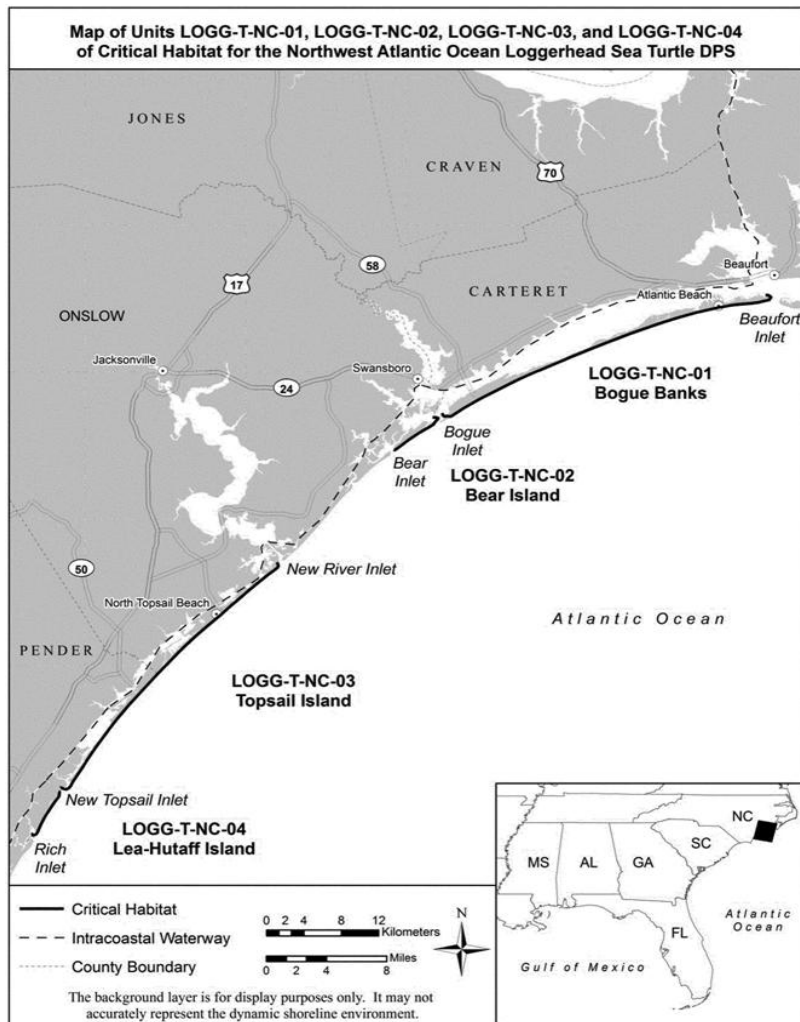 Map of Units LOGG-T-NC-01, LOGG-T-NC-02, LOGG-T-NC-03, and LOGG-T-NC-04
of Critical Habitat for the Northwest Atlantic Ocean Loggerhead Sea Turtle DPS
JONES
CRAVEN
70
58
Beaufort
17
CARTERET
Atlantic Beach
ONSLOW
Beaufort
Inlet
Jacksonville
Swansboro
24
LOGG-T-NC-01
Bogue Banks
Bogue
Inlet
Bear
Inlet
LOGG-T-NC-02
Bear Island
50
New River Inlet
North Topsail Beach
Atlantic Ocean
PENDER
LOGG-T-NC-03
Topsail Island
New Topsail Inlet
LOGG-T-NC-04
Lea-Hutaff Island
Rich
Inlet
NC
SC
MS
AL
GA
FL
Atlantic
Ocean
Gulf of Mexico
Critical Habitat
Intracoastal Waterway
County Boundary
0 2 4 8 12
Kilometers
Miles
0 2 4 8
N
The background layer is for display purposes only. It may not
accurately represent the dynamic shoreline environment.